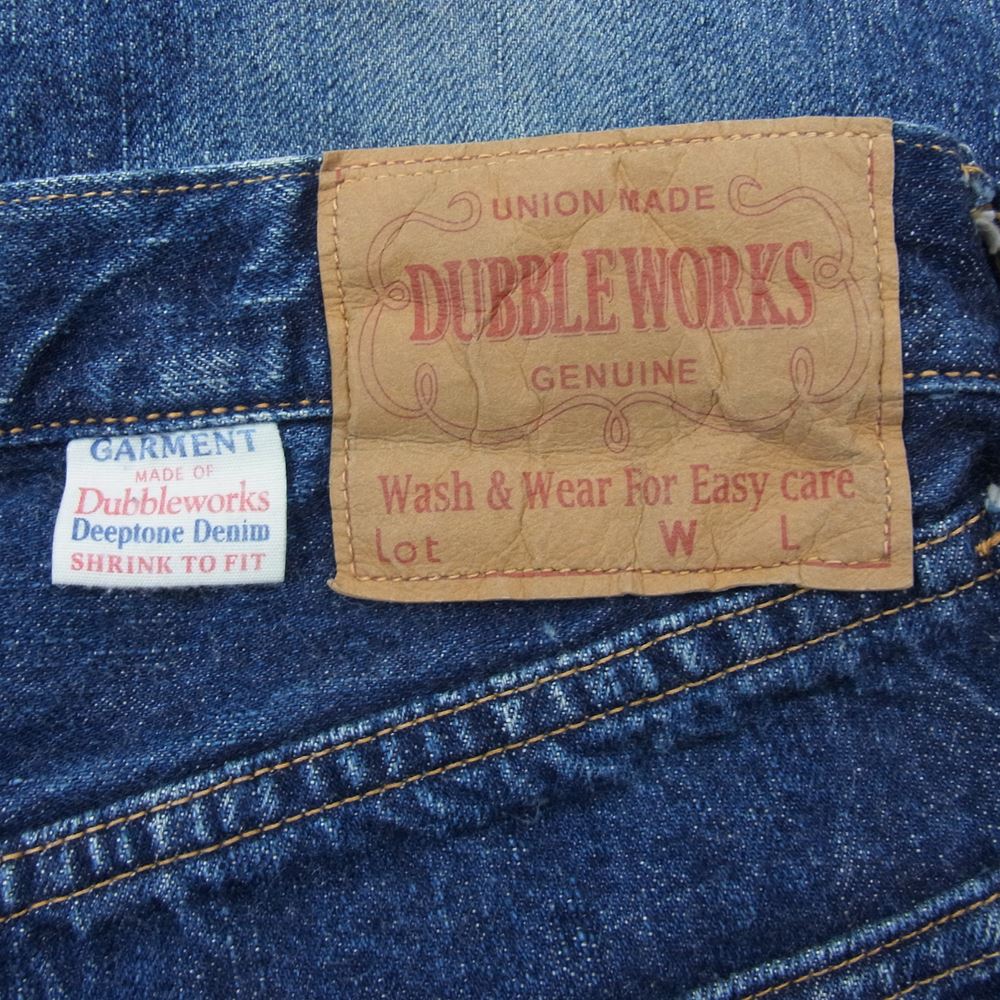 UNION MADE
DUBBLEWORKS
GENUINE
Wash & Wear For Easy care
Lot W L
GARMENT
MADE OF
Dubbleworks
Deeptone Denim
SHRINK TO FIT